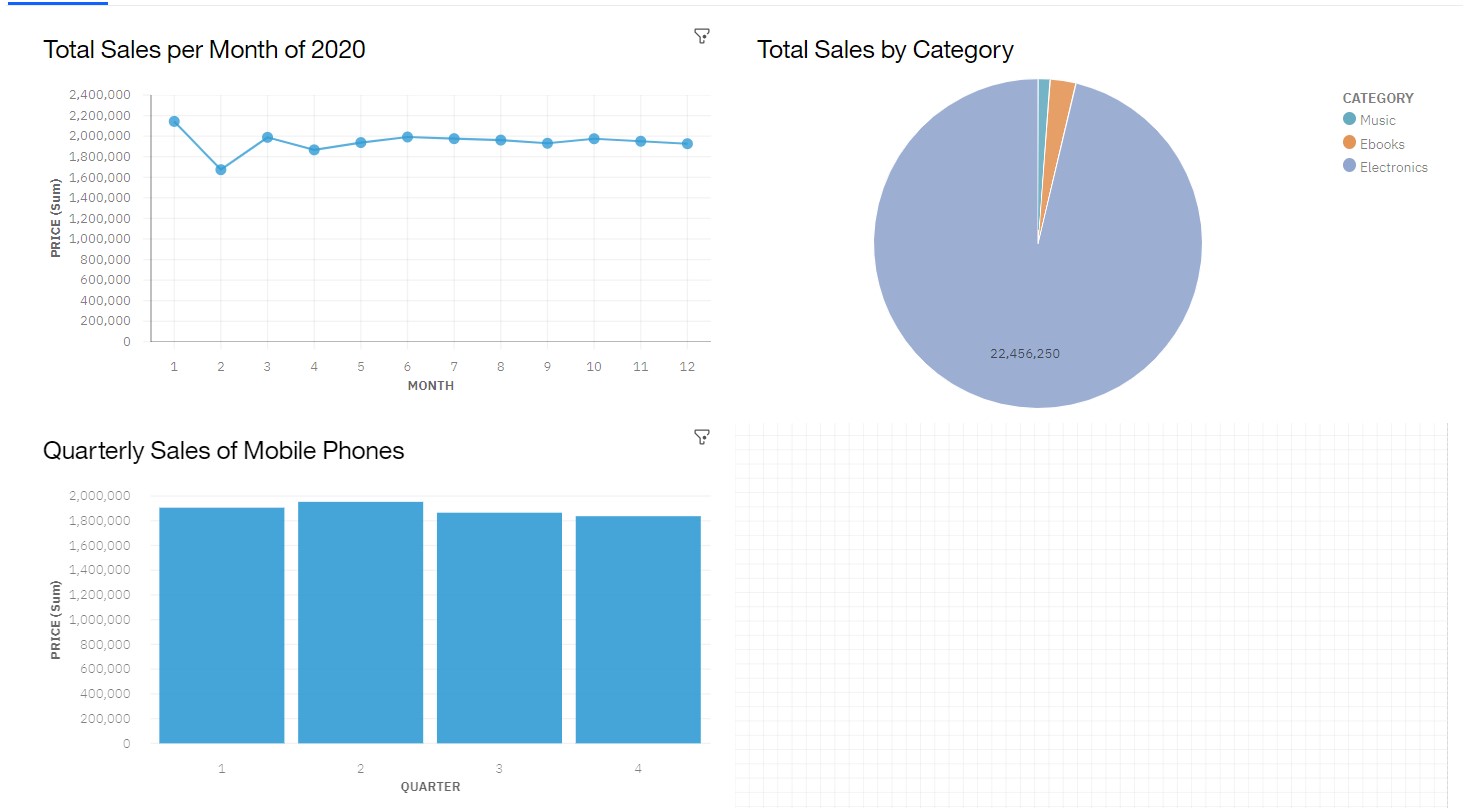 Total Sales per Month of 2020
2,400,000
2,200,000
2,000,000
1,800,000
1,600,000
1,400,000
1,200,000
1,000,000
800,000
600,000
400,000
200,000
0
PRICE (Sum)
1 2 3 4 5 6 7 8 9 10 11 12
MONTH
Total Sales by Category
22,456,250
CATEGORY
Music
Ebooks
Electronics
Quarterly Sales of Mobile Phones
2,000,000
1,800,000
1,600,000
1,400,000
1,200,000
1,000,000
800,000
600,000
400,000
200,000
0
PRICE (Sum)
1 2 3 4
QUARTER